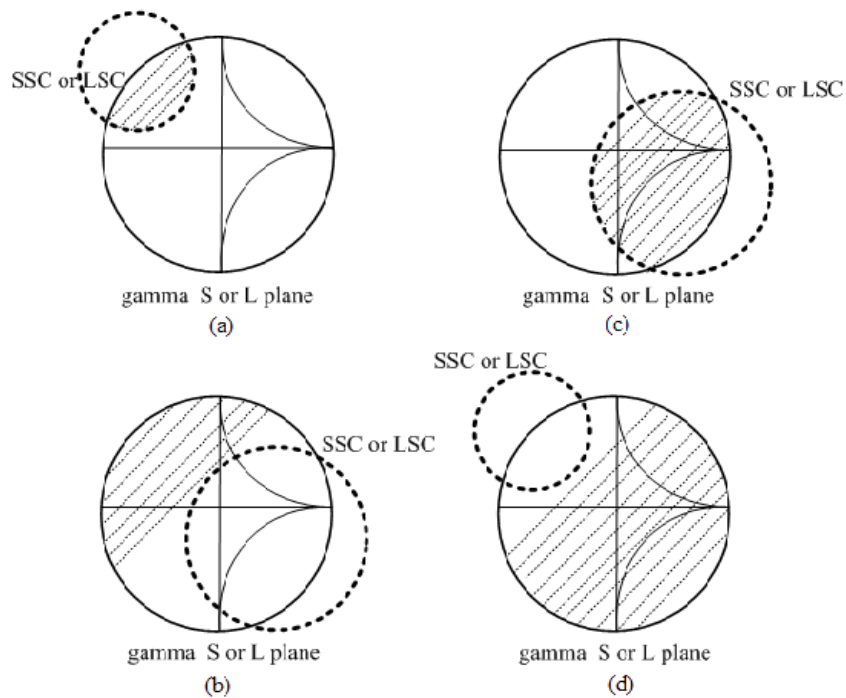 SSC or LSC
gamma S or L plane
(a)
SSC or LSC
gamma S or L plane
(c)
SSC or LSC
gamma S or L plane
(b)
SSC or LSC
gamma S cr L plane
(d)